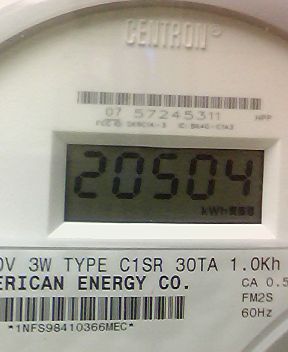 CENTRON®
07 57245311
HPP
20504
kWh
0V 3W TYPE C1SR 30TA 1.0Kh
ERICAN ENERGY CO.
CA 0.5
FM2S
60Hz
*1NFS98410366MEC*